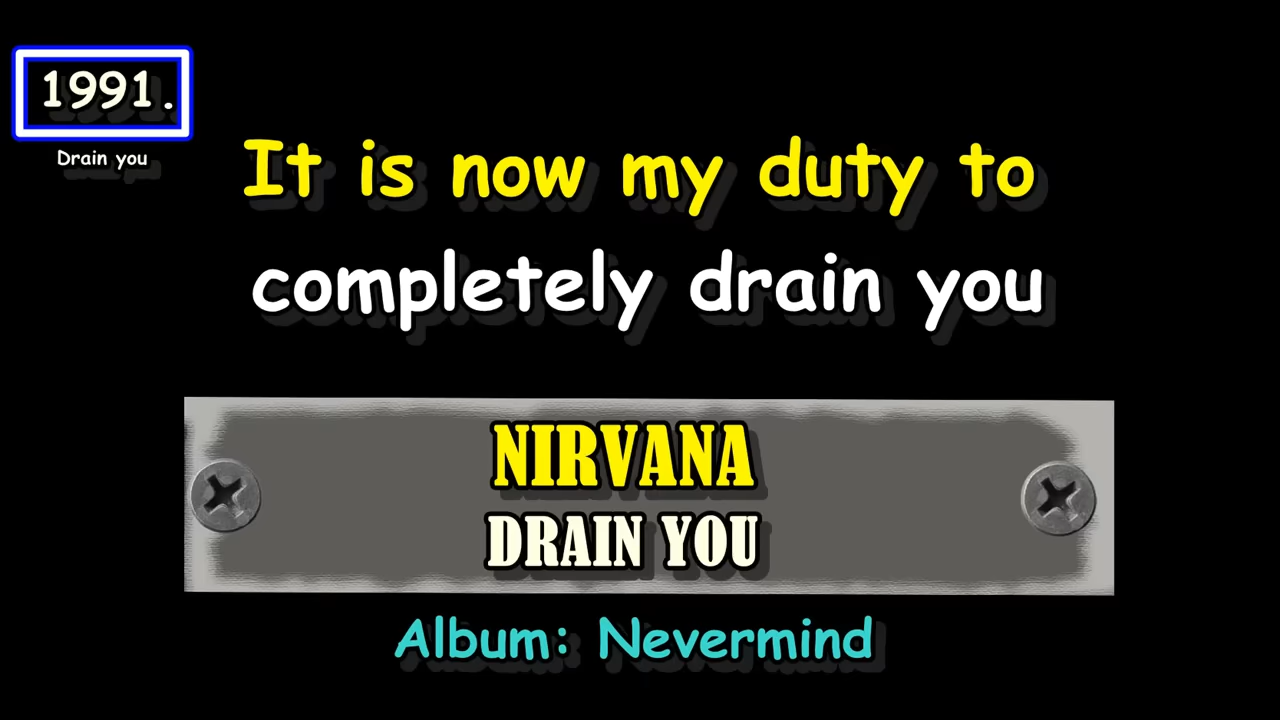 1991.
Drain you
It is now my duty to
completely drain you
NIRVANA
DRAIN YOU
Album: Nevermind